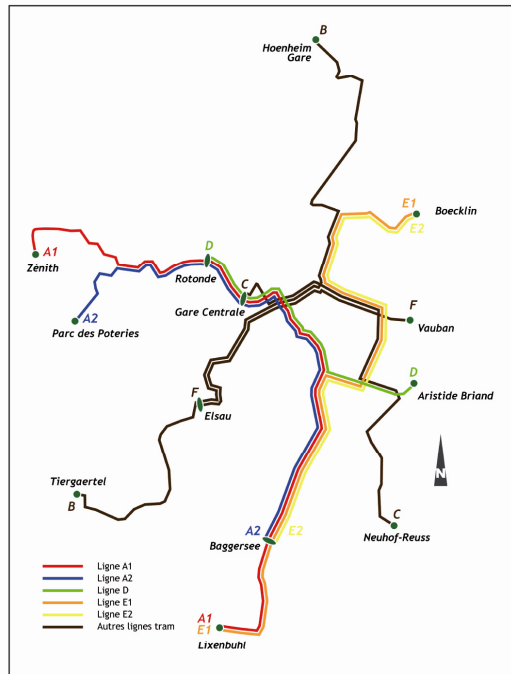 B
Hoenheim
Gare
E1
Boecklin
E2
D
A1
Zénith
Rotonde
C
Gare Centrale
F
Vauban
A2
Parc des Poteries
D
Aristide Briand
F
Elsau
Tiergaertel
B
N
C
Neuhof-Reuss
A2
E2
Baggersee
Ligne A1
Ligne A2
Ligne D
Ligne E1
Ligne E2
Autres lignes tram
A1
E1
Lixenbuhl